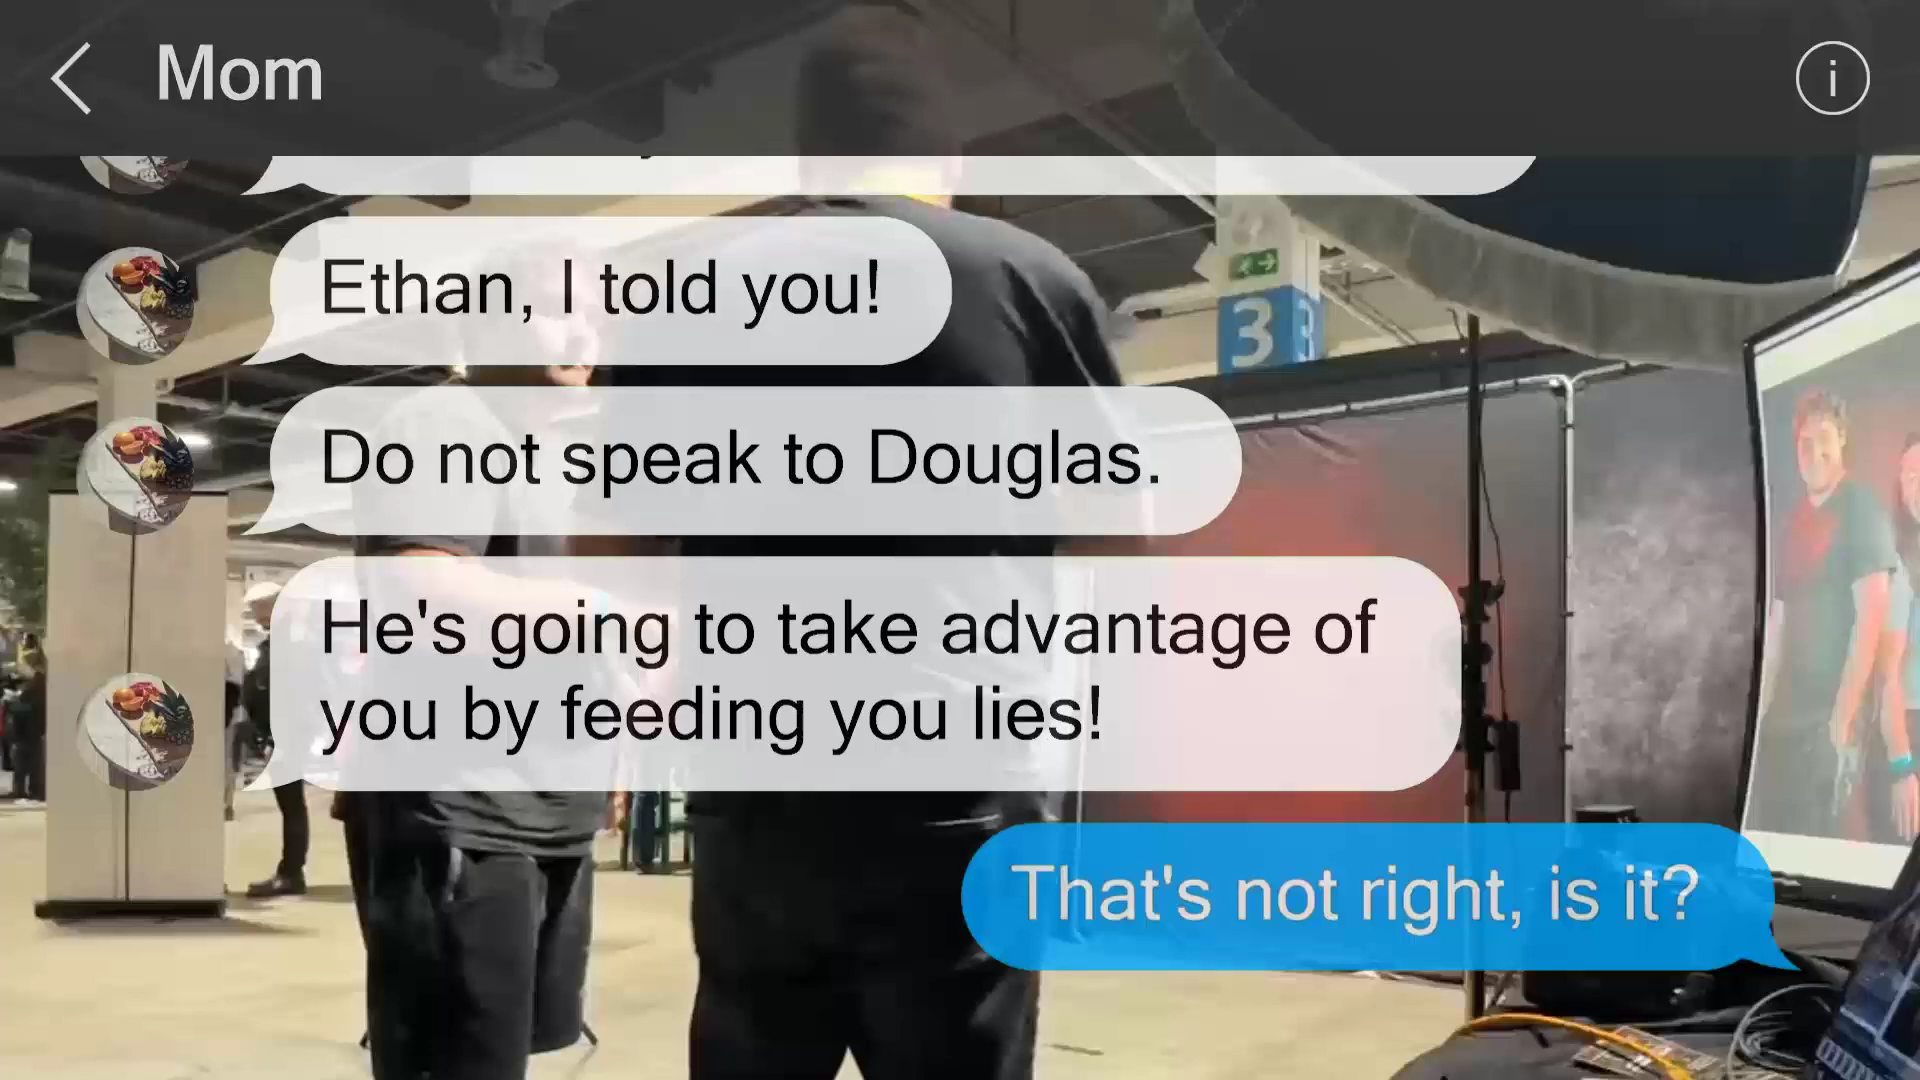 Mom
Ethan, I told you!
3
Do not speak to Douglas.
He's going to take advantage of
you by feeding you lies!
That's not right, is it?